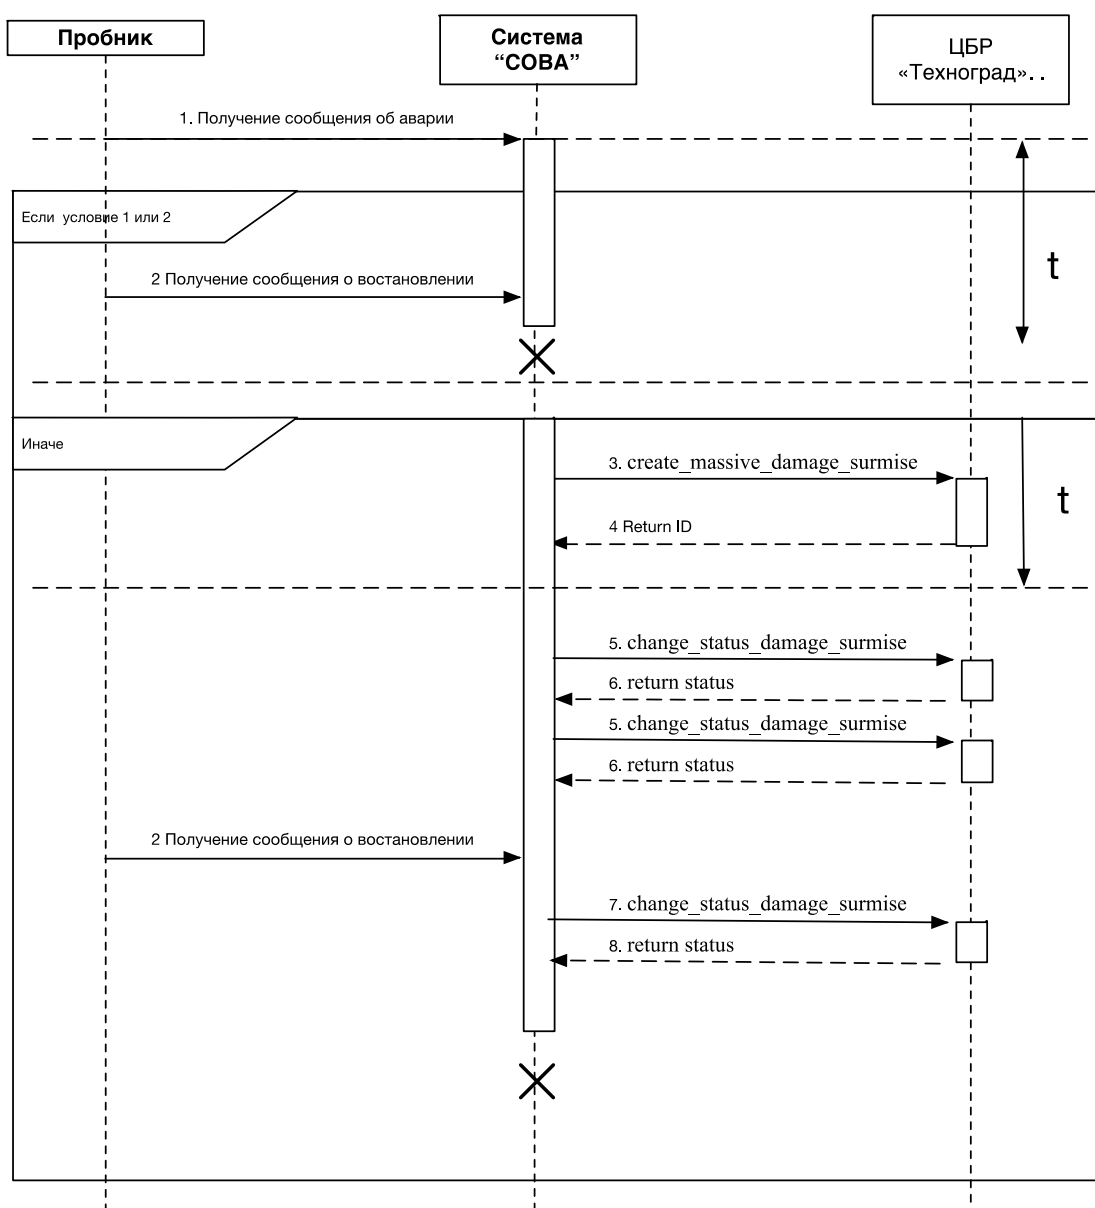 Пробник
Система
“СОВА”
ЦБР
«Техноград»..
1. Получение сообщения об аварии
Если условие 1 или 2
t
2 Получение сообщения о востановлении
Иначе
3. create_massive_damage_surmise
t
4 Return ID
5. change_status_damage_surmise
6. return status
5. change_status_damage_surmise
6. return status
2 Получение сообщения о востановлении
7. change_status_damage_surmise
8. return status